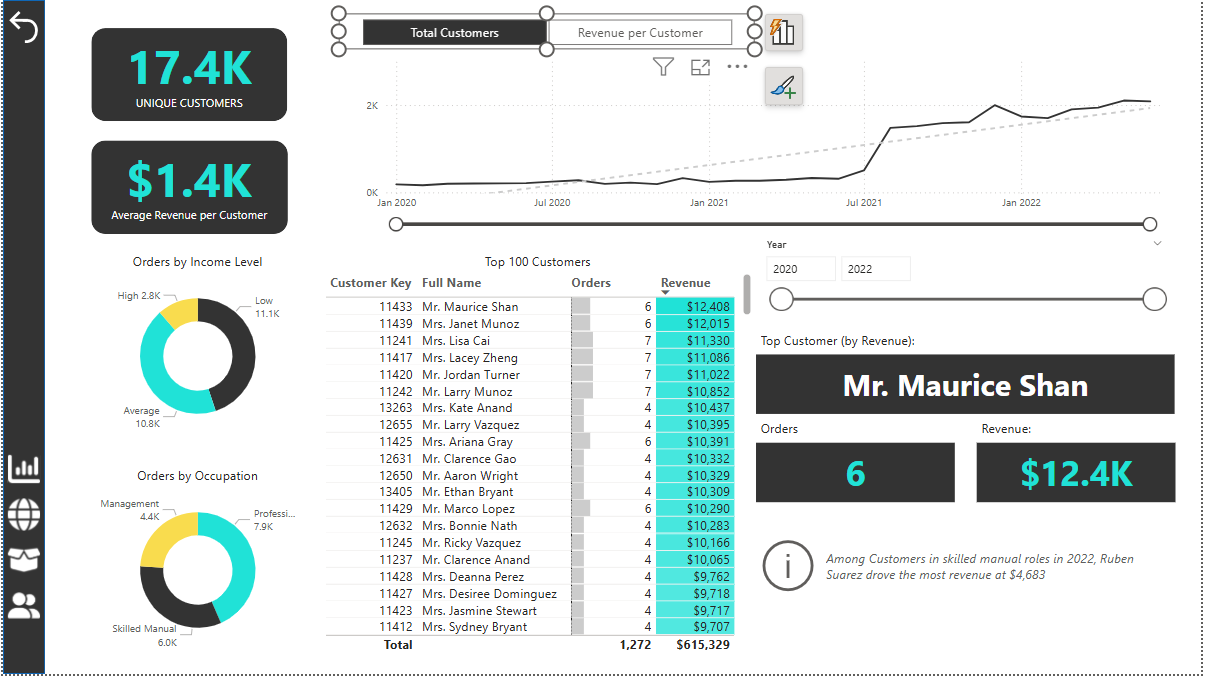 Total Customers
Revenue per Customer
17.4K
UNIQUE CUSTOMERS
$1.4K
Average Revenue per Customer
2K
0K
Jan 2020
Jul 2020
Jan 2021
Jul 2021
Jan 2022
Orders by Income Level
High 2.8K
Low
11.1K
Average
10.8K
Orders by Occupation
Management
4.4K
Professi...
7.9K
Skilled Manual
6.0K
Top 100 Customers
Customer Key Full Name Orders Revenue
11433 Mr. Maurice Shan 6 $12,408
11439 Mrs. Janet Munoz 6 $12,015
11241 Mrs. Lisa Cai 7 $11,330
11417 Mrs. Lacey Zheng 7 $11,086
11420 Mr. Jordan Turner 7 $11,022
11242 Mr. Larry Munoz 7 $10,852
13263 Mrs. Kate Anand 4 $10,437
12655 Mr. Larry Vazquez 4 $10,395
11425 Mrs. Ariana Gray 6 $10,391
12631 Mr. Clarence Gao 4 $10,332
12650 Mr. Aaron Wright 4 $10,329
13405 Mr. Ethan Bryant 4 $10,309
11429 Mr. Marco Lopez 6 $10,290
12632 Mrs. Bonnie Nath 4 $10,283
11245 Mr. Ricky Vazquez 4 $10,166
11237 Mr. Clarence Anand 4 $10,065
11428 Mrs. Deanna Perez 4 $9,762
11427 Mrs. Desiree Dominguez 4 $9,718
11423 Mrs. Jasmine Stewart 4 $9,717
11412 Mrs. Sydney Bryant 4 $9,707
Total 1,272 $615,329
Year
2020
2022
Top Customer (by Revenue):
Mr. Maurice Shan
Orders
6
Revenue:
$12.4K
Among Customers in skilled manual roles in 2022, Ruben
Suarez drove the most revenue at $4,683